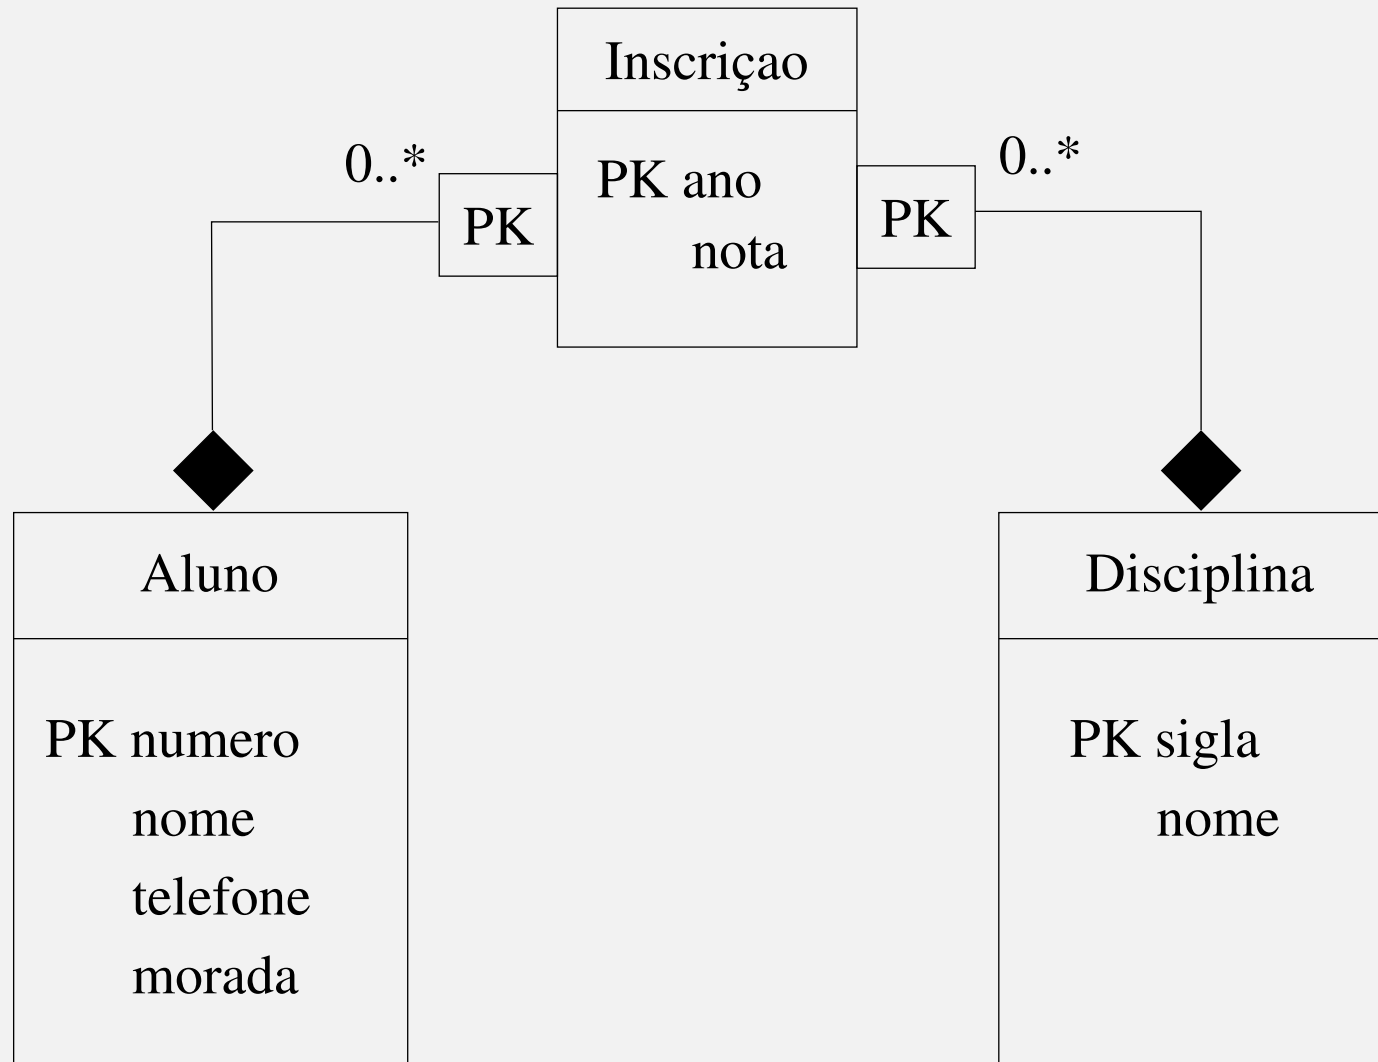 Inscriçao
0..*
PK
PK ano
nota
PK
0..*
Aluno
PK numero
nome
telefone
morada
Disciplina
PK sigla
nome